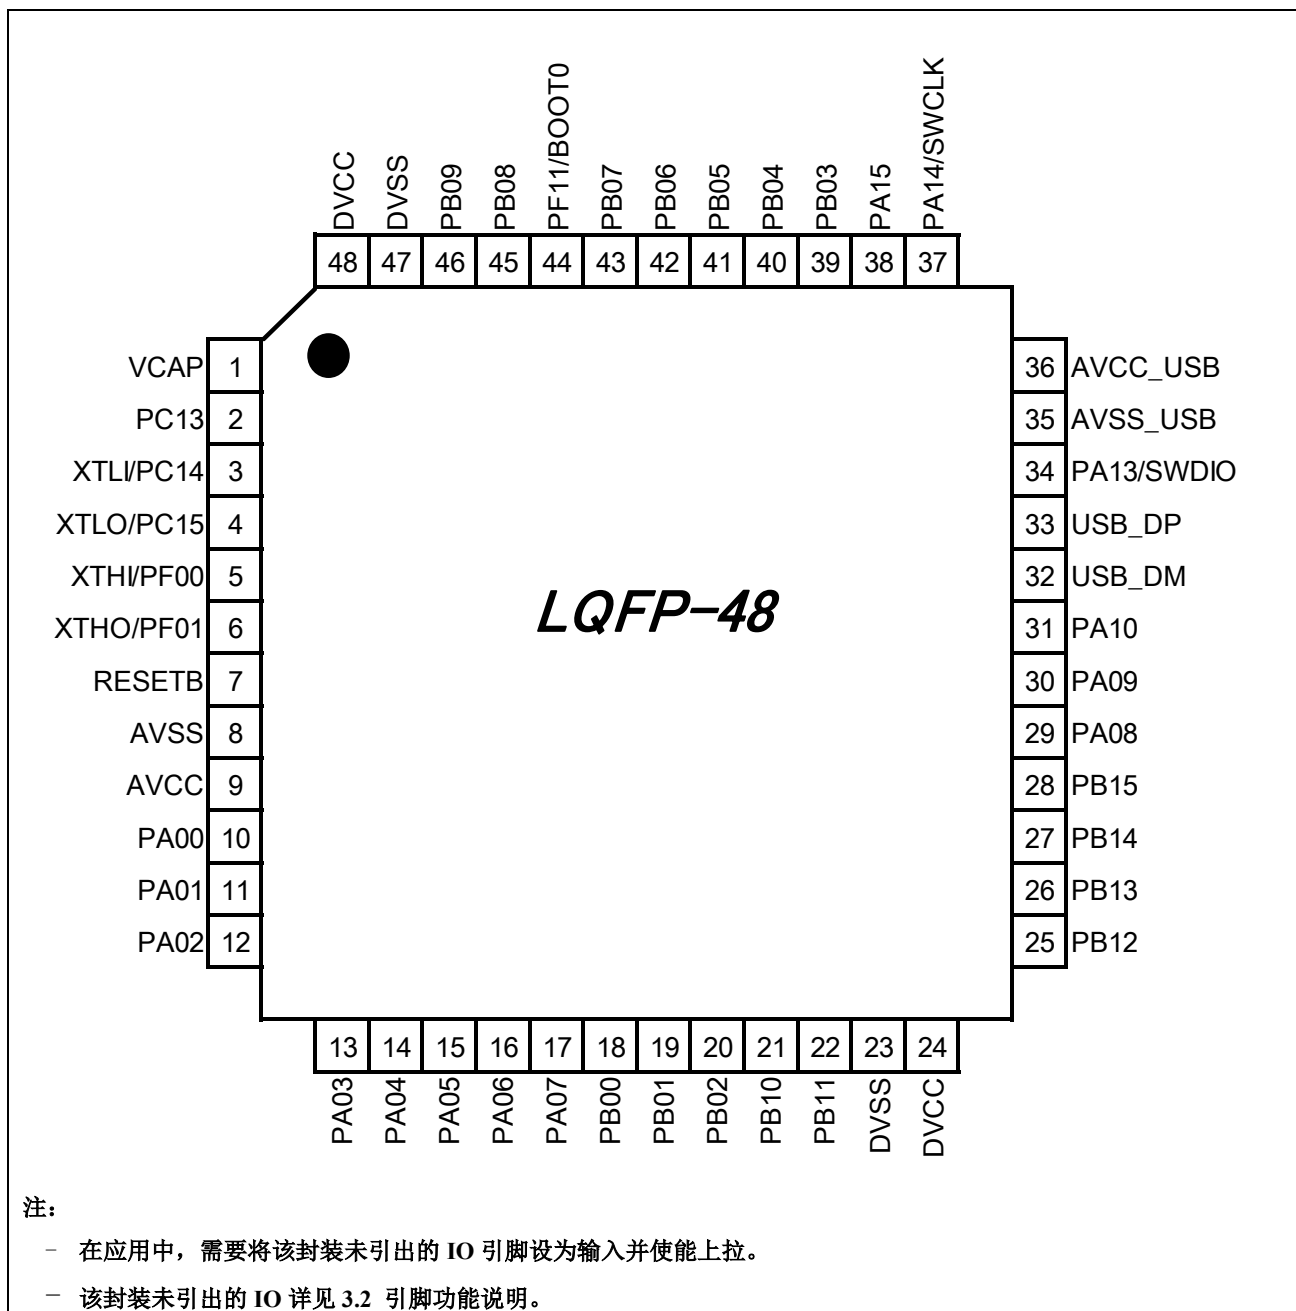 DVCC DVSS PB09 PB08 PF11/BOOT0 PB07 PB06 PB05 PB04 PB03 PA15 PA14/SWCLK
48 47 46 45 44 43 42 41 40 39 38 37
VCAP 1 36 AVCC_USB
PC13 2 35 AVSS_USB
XTLI/PC14 3 34 PA13/SWDIO
XTLO/PC15 4 33 USB_DP
XTHI/PF00 5 32 USB_DM
LQFP-48
XTHO/PF01 6 31 PA10
RESETB 7 30 PA09
AVSS 8 29 PA08
AVCC 9 28 PB15
PA00 10 27 PB14
PA01 11 26 PB13
PA02 12 25 PB12
13 14 15 16 17 18 19 20 21 22 23 24
PA03 PA04 PA05 PA06 PA07 PB00 PB01 PB02 PB10 PB11 DVSS DVCC
注：
– 在应用中，需要将该封装未引出的 IO 引脚设为输入并使能上拉。
– 该封装未引出的 IO 详见 3.2 引脚功能说明。